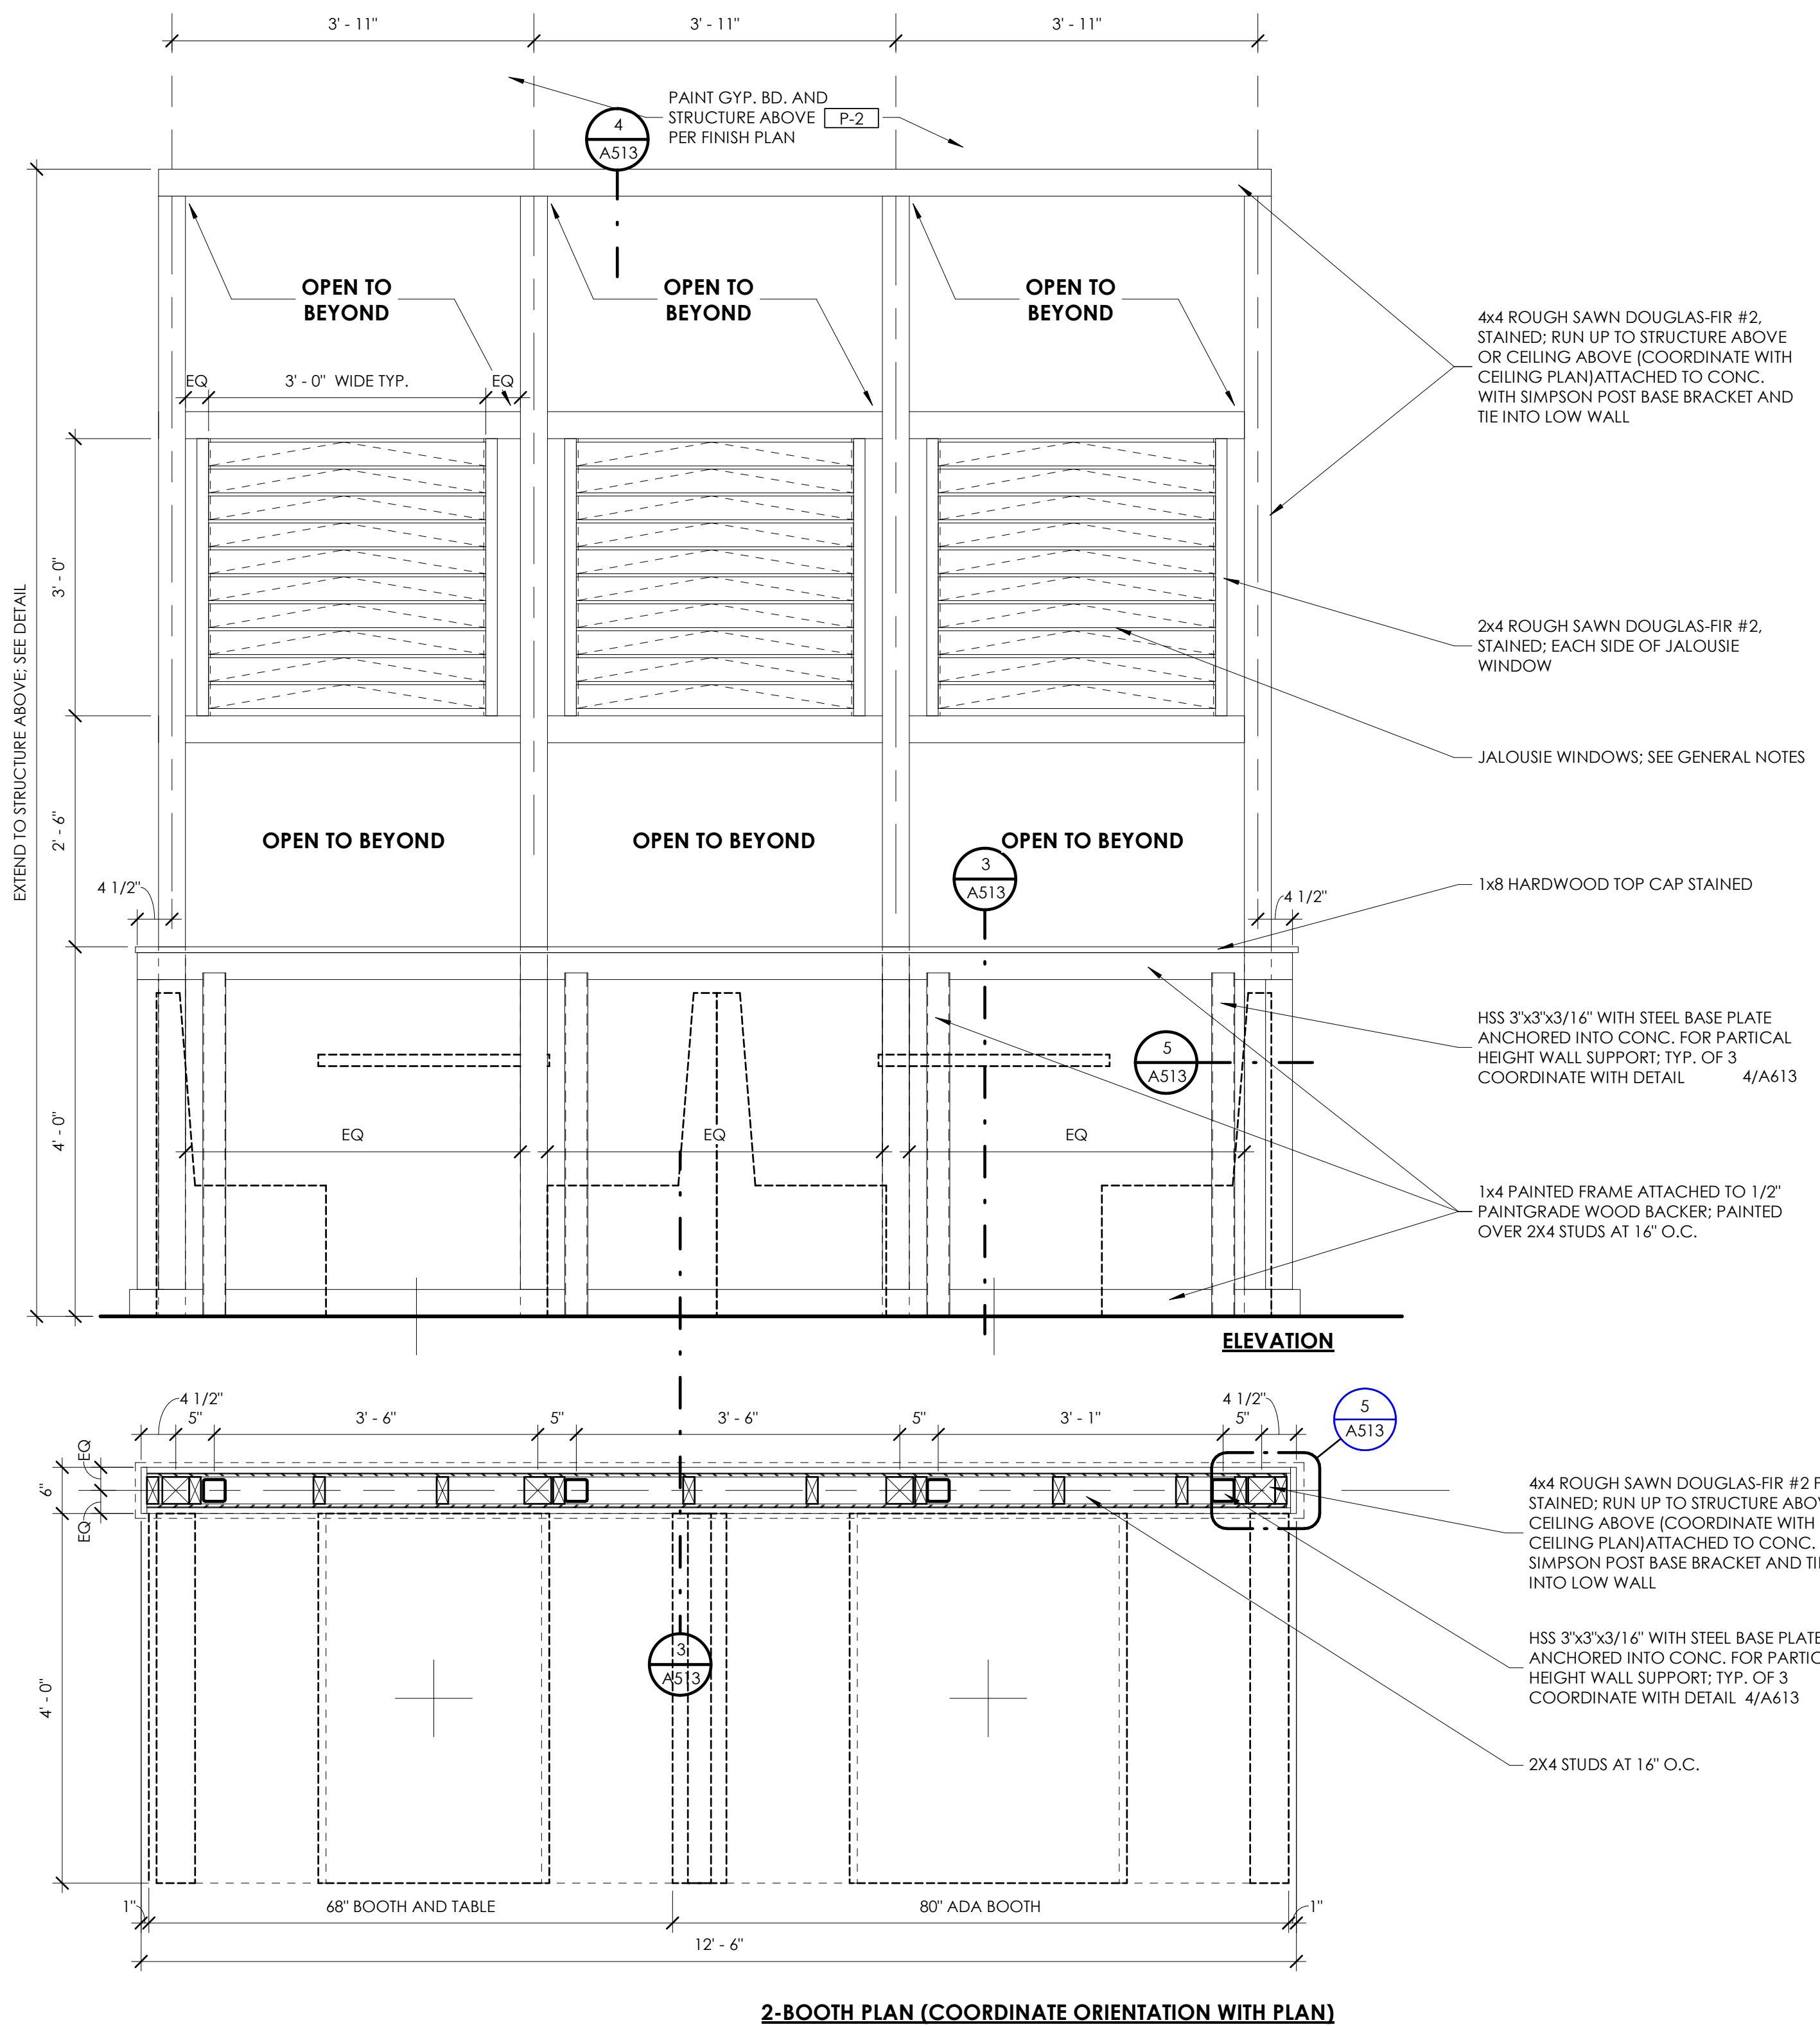 3' - 11"
3' - 11"
3' - 11"
PAINT GYP. BD. AND
STRUCTURE ABOVE P-2
PER FINISH PLAN
4
A513
OPEN TO
BEYOND
OPEN TO
BEYOND
OPEN TO
BEYOND
4x4 ROUGH SAWN DOUGLAS-FIR #2,
STAINED; RUN UP TO STRUCTURE ABOVE
OR CEILING ABOVE (COORDINATE WITH
CEILING PLAN)ATTACHED TO CONC.
WITH SIMPSON POST BASE BRACKET AND
TIE INTO LOW WALL
EQ
3' - 0" WIDE TYP.
EQ
EXTEND TO STRUCTURE ABOVE; SEE DETAIL
3' - 0"
2x4 ROUGH SAWN DOUGLAS-FIR #2,
STAINED; EACH SIDE OF JALOUSIE
WINDOW
JALOUSIE WINDOWS; SEE GENERAL NOTES
2' - 6"
OPEN TO BEYOND
OPEN TO BEYOND
OPEN TO BEYOND
3
A513
4 1/2"
4 1/2"
1x8 HARDWOOD TOP CAP STAINED
HSS 3"x3"x3/16" WITH STEEL BASE PLATE
ANCHORED INTO CONC. FOR PARTICAL
HEIGHT WALL SUPPORT; TYP. OF 3
COORDINATE WITH DETAIL 4/A613
5
A513
4' - 0"
EQ
EQ
EQ
1x4 PAINTED FRAME ATTACHED TO 1/2"
PAINTGRADE WOOD BACKER; PAINTED
OVER 2X4 STUDS AT 16" O.C.
ELEVATION
4 1/2"
5"
3' - 6"
5"
3' - 6"
5"
3' - 1"
4 1/2"
5"
5
A513
EQ
6"
EQ
4x4 ROUGH SAWN DOUGLAS-FIR #2
STAINED; RUN UP TO STRUCTURE
CEILING ABOVE (COORDINATE WITH
CEILING PLAN)ATTACHED TO CONC.
SIMPSON POST BASE BRACKET AND
INTO LOW WALL
HSS 3"x3"x3/16" WITH STEEL BASE PLATE
ANCHORED INTO CONC. FOR
HEIGHT WALL SUPPORT; TYP. OF 3
COORDINATE WITH DETAIL 4/A613
3
A513
4' - 0"
2X4 STUDS AT 16" O.C.
1"
68" BOOTH AND TABLE
80" ADA BOOTH
1"
12' - 6"
2-BOOTH PLAN (COORDINATE ORIENTATION WITH PLAN)